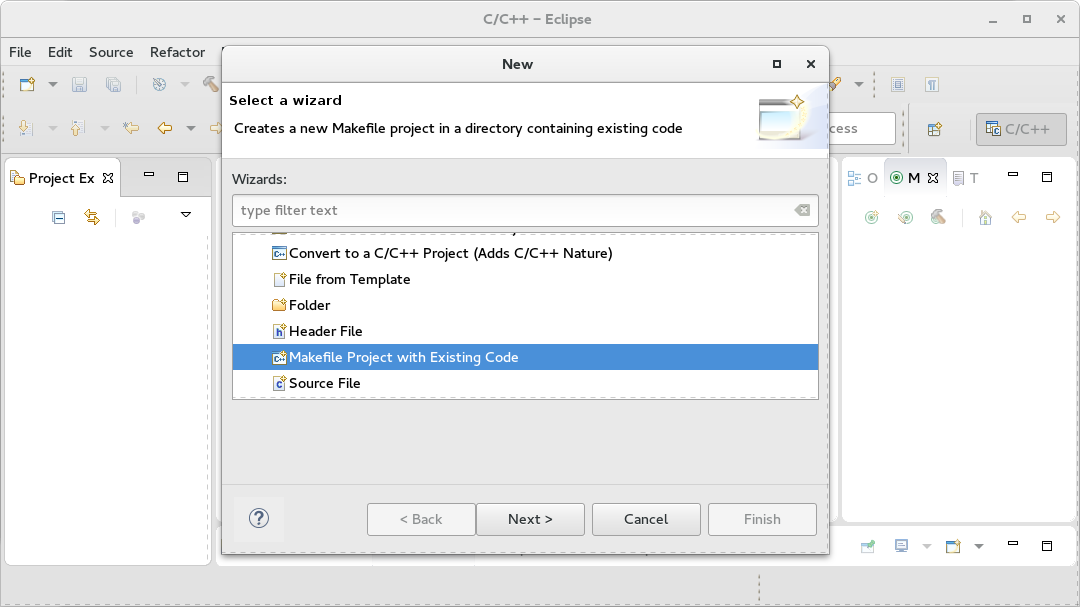 C/C++ – Eclipse
File Edit Source Refactor
New
Select a wizard
Creates a new Makefile project in a directory containing existing code
cess
C/C++
Project Ex
O
M
T
Wizards:
type filter text
Convert to a C/C++ Project (Adds C/C++ Nature)
File from Template
Folder
Header File
Makefile Project with Existing Code
Source File
< Back
Next >
Cancel
Finish